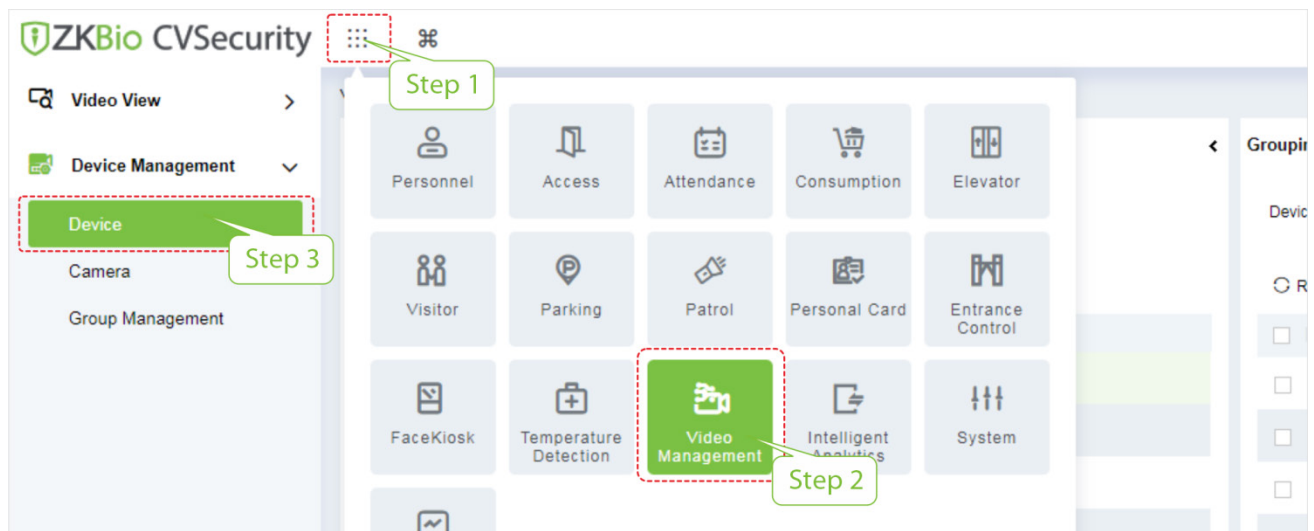 ZKBio CVSecurity
Step 1
Video View
Device Management
Device
Step 3
Camera
Group Management
Personnel
Access
Attendance
Consumption
Elevator
Visitor
Parking
Patrol
Personal Card
Entrance
Control
FaceKiosk
Temperature
Detection
Video
Management
Intelligent
Analytics
System
Step 2
Groupin
Devic
R